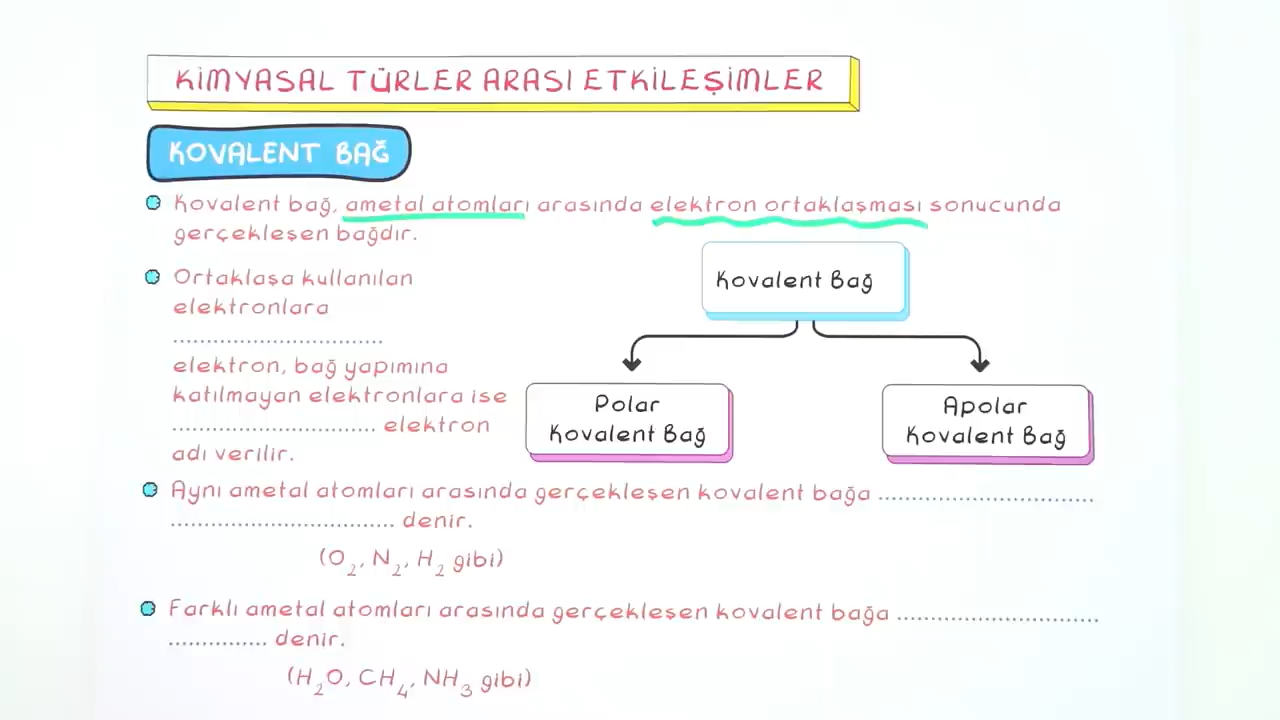 KİMYASAL TÜRLER ARASI ETKİLEŞİMLER
KOVALENT BAĞ
Kovalent bağ, ametal atomları arasında elektron ortaklaşması sonucunda
gerçekleşen bağdır.
Ortaklaşa kullanılan
elektronlara
...................................
elektron, bağ yapımına
katılmayan elektronlara ise
.................................. elektron
adı verilir.
Kovalent Bağ
Polar
Kovalent Bağ
Apolar
Kovalent Bağ
Aynı ametal atomları arasında gerçekleşen kovalent bağa ....................................
...................................... denir.
(O₂, N₂, H₂ gibi)
Farklı ametal atomları arasında gerçekleşen kovalent bağa ..................................
................ denir.
(H₂O, CH₄, NH₃ gibi)